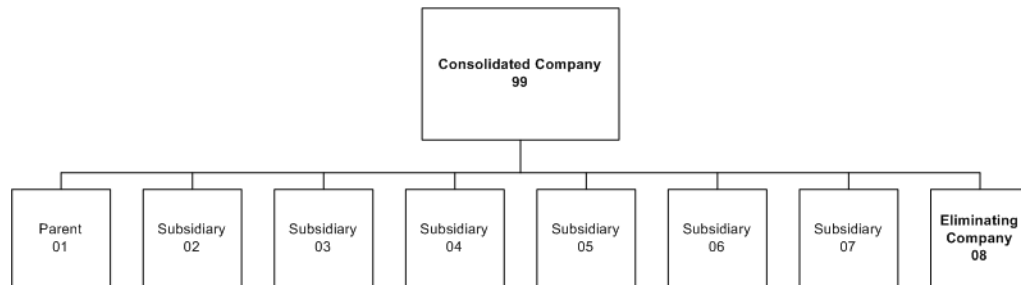 Consolidated Company
99
Parent
01
Subsidiary
02
Subsidiary
03
Subsidiary
04
Subsidiary
05
Subsidiary
06
Subsidiary
07
Eliminating
Company
08